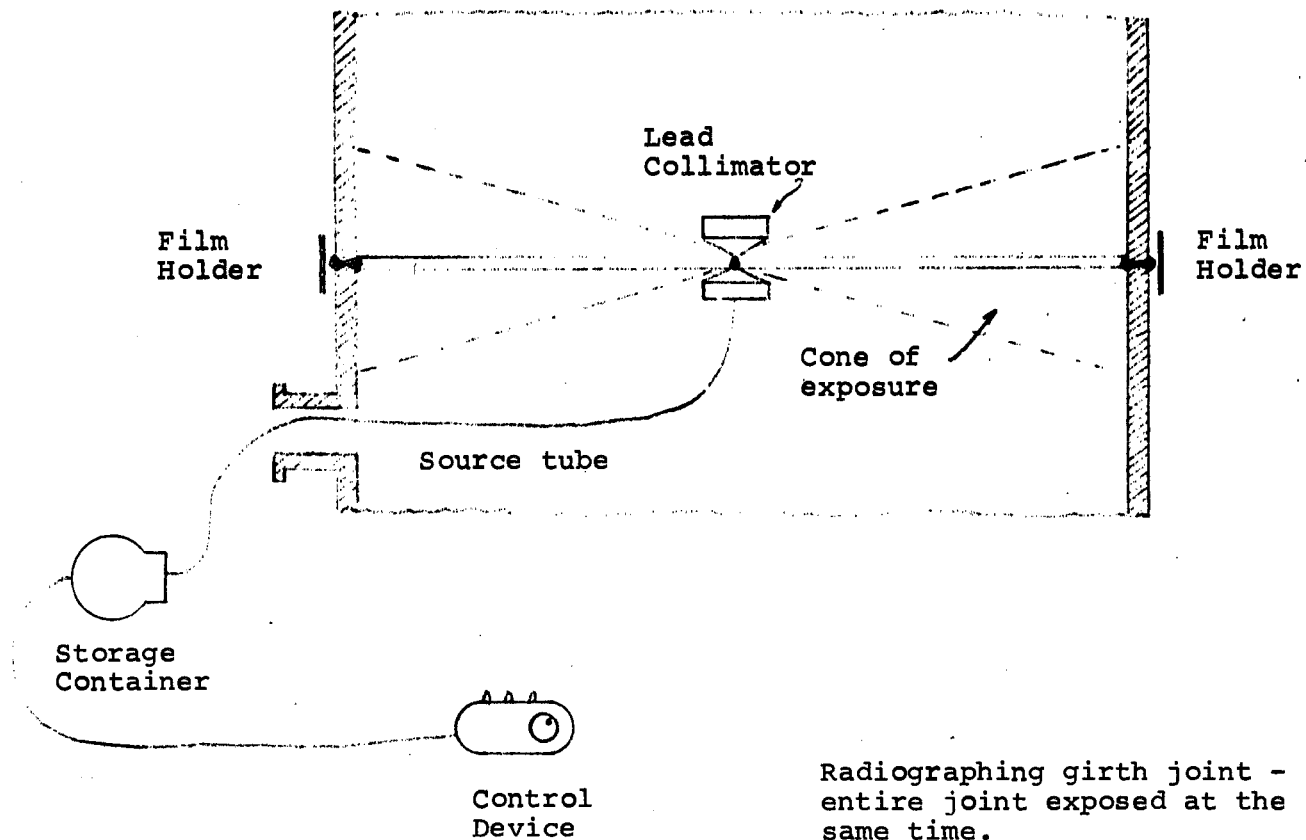 Lead
Collimator
Film
Holder
Film
Holder
Cone of
exposure
Source tube
Storage
Container
Control
Device
Radiographing girth joint -
entire joint exposed at the
same time.